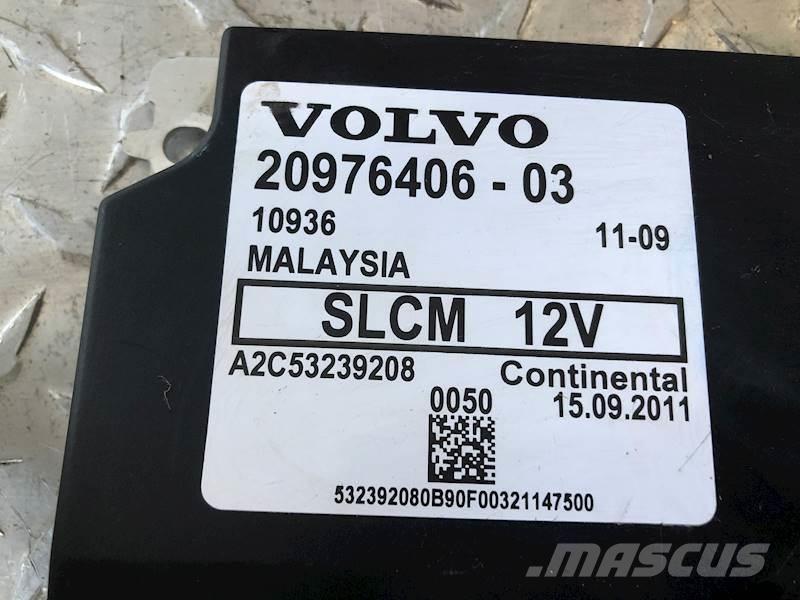 VOLVO
20976406 - 03
10936 11-09
MALAYSIA
SLCM 12V
A2C53239208 Continental
0050 15.09.2011
532392080B90F00321147500
.MASCUS